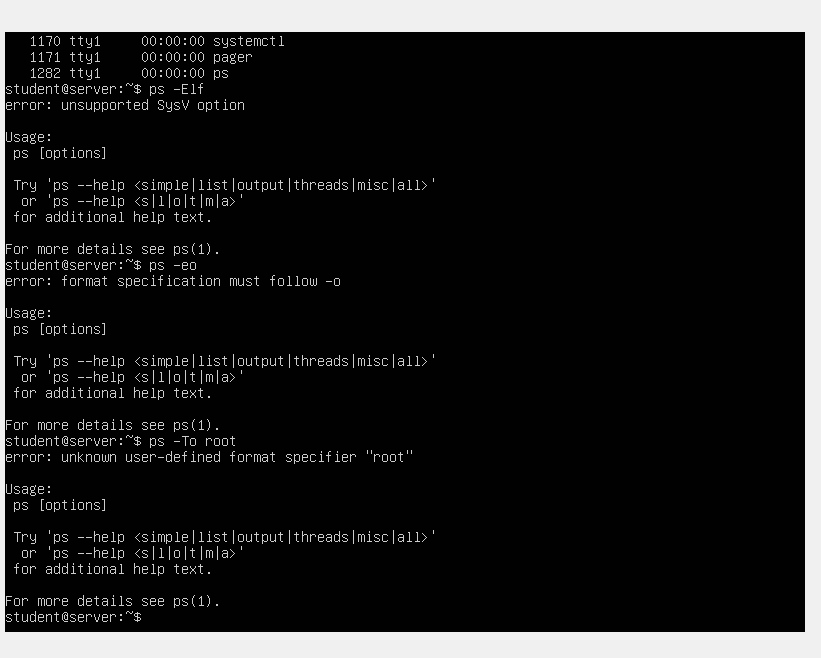 1170 tty1     00:00:00 systemctl
1171 tty1     00:00:00 pager
1282 tty1     00:00:00 ps
student@server:~$ ps -Elf
error: unsupported SysV option
Usage:
ps [options]
Try 'ps --help <simple|list|output|threads|misc|all>'
or 'ps --help <s|l|o|t|m|a>'
for additional help text.
For more details see ps(1).
student@server:~$ ps -eo
error: format specification must follow -o
Usage:
ps [options]
Try 'ps --help <simple|list|output|threads|misc|all>'
or 'ps --help <s|l|o|t|m|a>'
for additional help text.
For more details see ps(1).
student@server:~$ ps -To root
error: unknown user-defined format specifier "root"
Usage:
ps [options]
Try 'ps --help <simple|list|output|threads|misc|all>'
or 'ps --help <s|l|o|t|m|a>'
for additional help text.
For more details see ps(1).
student@server:~$